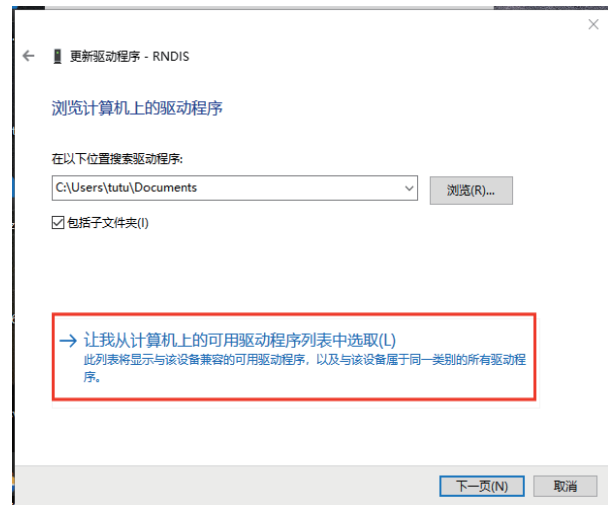 更新驱动程序 - RNDIS
浏览计算机上的驱动程序
在以下位置搜索驱动程序:
C:\Users\tutu\Documents
浏览(R)...
包括子文件夹(I)
让我从计算机上的可用驱动程序列表中选取(L)
此列表将显示与该设备兼容的可用驱动程序，以及与该设备属于同一类别的所有驱动程
序。
下一页(N) 取消